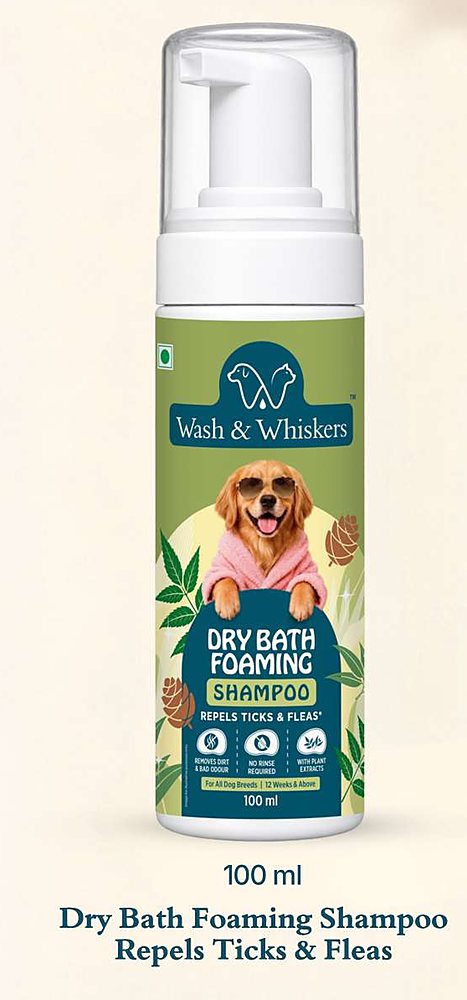 Wash & Whiskers
TM
DRY BATH
FOAMING
SHAMPOO
REPELS TICKS & FLEAS*
REMOVES DIRT
& BAD ODOUR
NO RINSE
REQUIRED
WITH PLANT
EXTRACTS
For All Dog Breeds | 12 Weeks & Above
100 ml
100 ml
Dry Bath Foaming Shampoo
Repels Ticks & Fleas